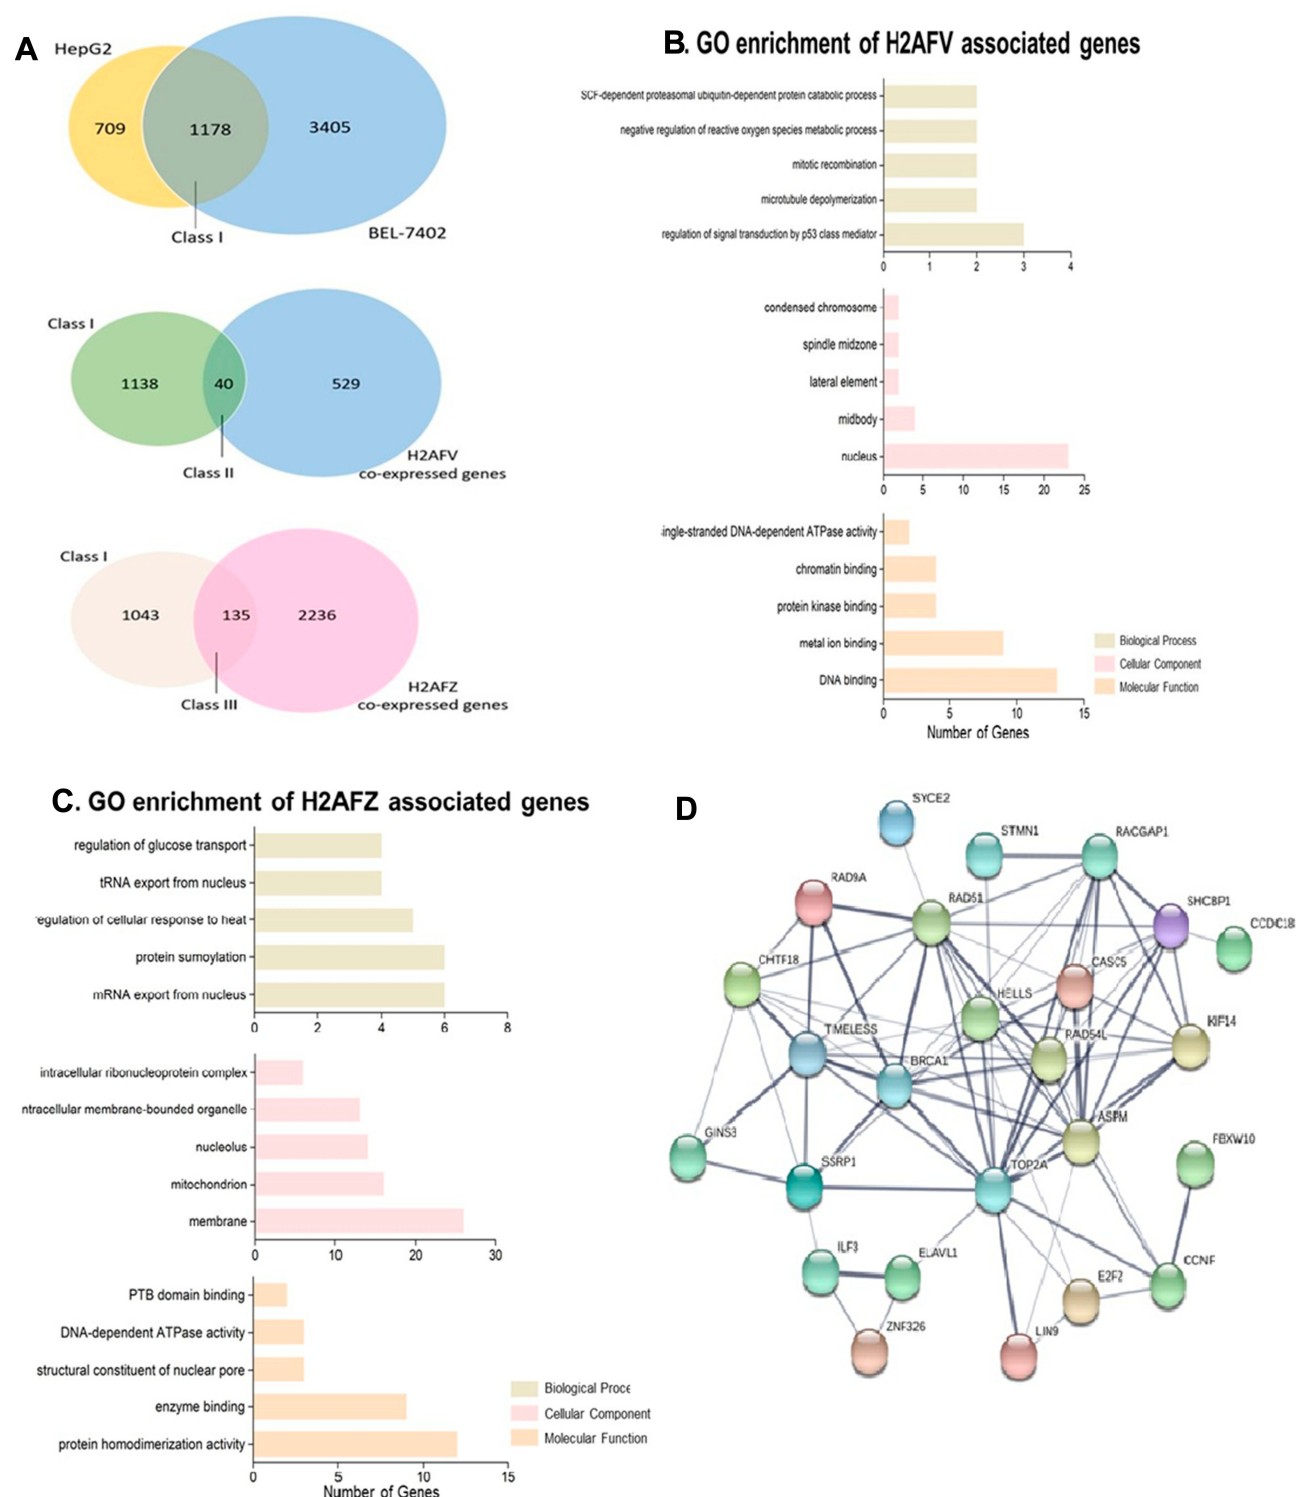 A
HepG2
709
1178
3405
Class I
BEL-7402
Class I
1138
40
529
Class II
H2AFV
co-expressed genes
Class I
1043
135
2236
Class III
H2AFZ
co-expressed genes
B. GO enrichment of H2AFV associated genes
SCF-dependent proteasomal ubiquitin-dependent protein catabolic process
negative regulation of reactive oxygen species metabolic process
mitotic recombination
microtubule depolymerization
regulation of signal transduction by p53 class mediator
0 1 2 3 4
condensed chromosome
spindle midzone
lateral element
midbody
nucleus
0 5 10 15 20 25
ingle-stranded DNA-dependent ATPase activity
chromatin binding
protein kinase binding
metal ion binding
DNA binding
0 5 10 15
Number of Genes
Biological Process
Cellular Component
Molecular Function
C. GO enrichment of H2AFZ associated genes
regulation of glucose transport
tRNA export from nucleus
egulation of cellular response to heat
protein sumoylation
mRNA export from nucleus
0 2 4 6 8
intracellular ribonucleoprotein complex
ntracellular membrane-bounded organelle
nucleolus
mitochondrion
membrane
0 10 20 30
PTB domain binding
DNA-dependent ATPase activity
structural constituent of nuclear pore
enzyme binding
protein homodimerization activity
0 5 10 15
Number of Genes
Biological Proce
Cellular Component
Molecular Function
D
SYCE2
STMN1
RACGAP1
RAD9A
RAD51
SHCBP1
CCDC18
CHTF18
CASC5
HELLS
TIMELESS
RAD54L
KIF14
BRCA1
ASPM
GINS3
FBXW10
SSRP1
TOP2A
ILF3
ELAVL1
E2F2
CCNF
ZNF326
LIN9